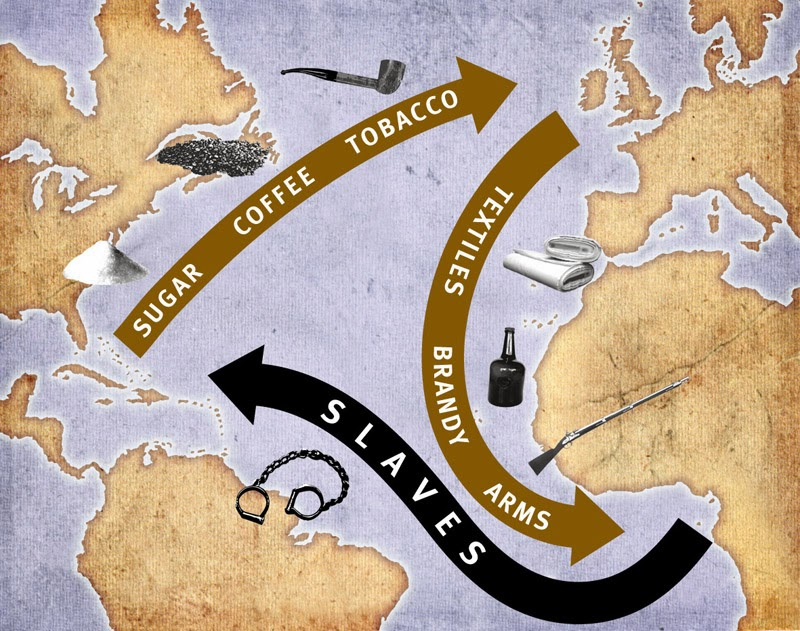 SUGAR COFFEE TOBACCO
TEXTILES BRANDY ARMS
SLAVES